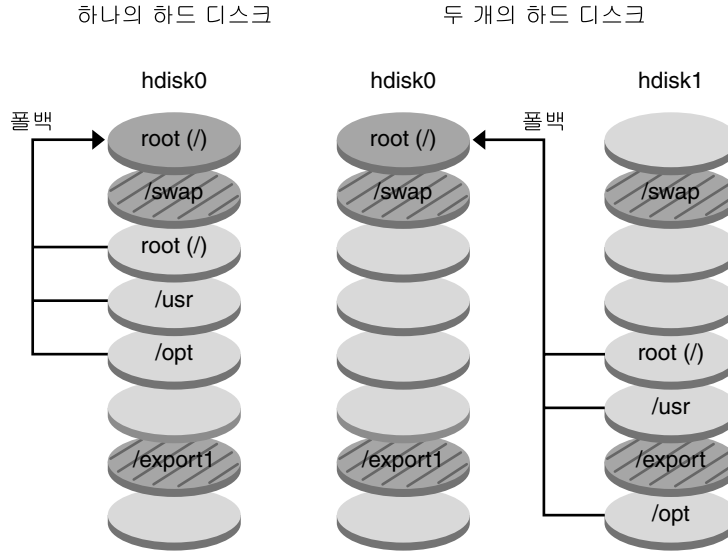 하나의 하드 디스크
두 개의 하드 디스크
hdisk0
hdisk0
hdisk1
폴백
root (/)
/swap
root (/)
/usr
/opt
/export1
폴백
root (/)
/swap
/export1
/swap
root (/)
/usr
/export
/opt